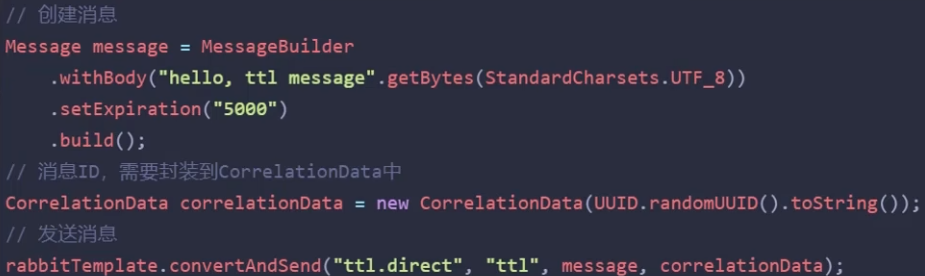 // 创建消息
Message message = MessageBuilder
.withBody("hello, ttl message".getBytes(StandardCharsets.UTF_8))
.setExpiration("5000")
.build();
// 消息ID，需要封装到CorrelationData中
CorrelationData correlationData = new CorrelationData(UUID.randomUUID().toString());
// 发送消息
rabbitTemplate.convertAndSend("ttl.direct", "ttl", message, correlationData);